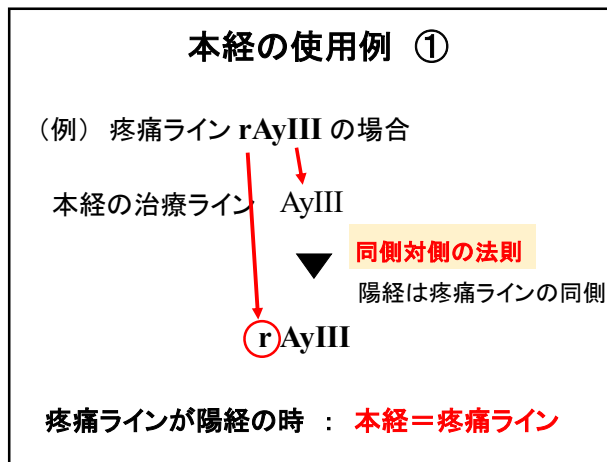 本経の使用例 ①
（例） 疼痛ライン rAyIII の場合
本経の治療ライン AyIII
同側対側の法則
陽経は疼痛ラインの同側
rAyIII
疼痛ラインが陽経の時 ： 本経＝疼痛ライン